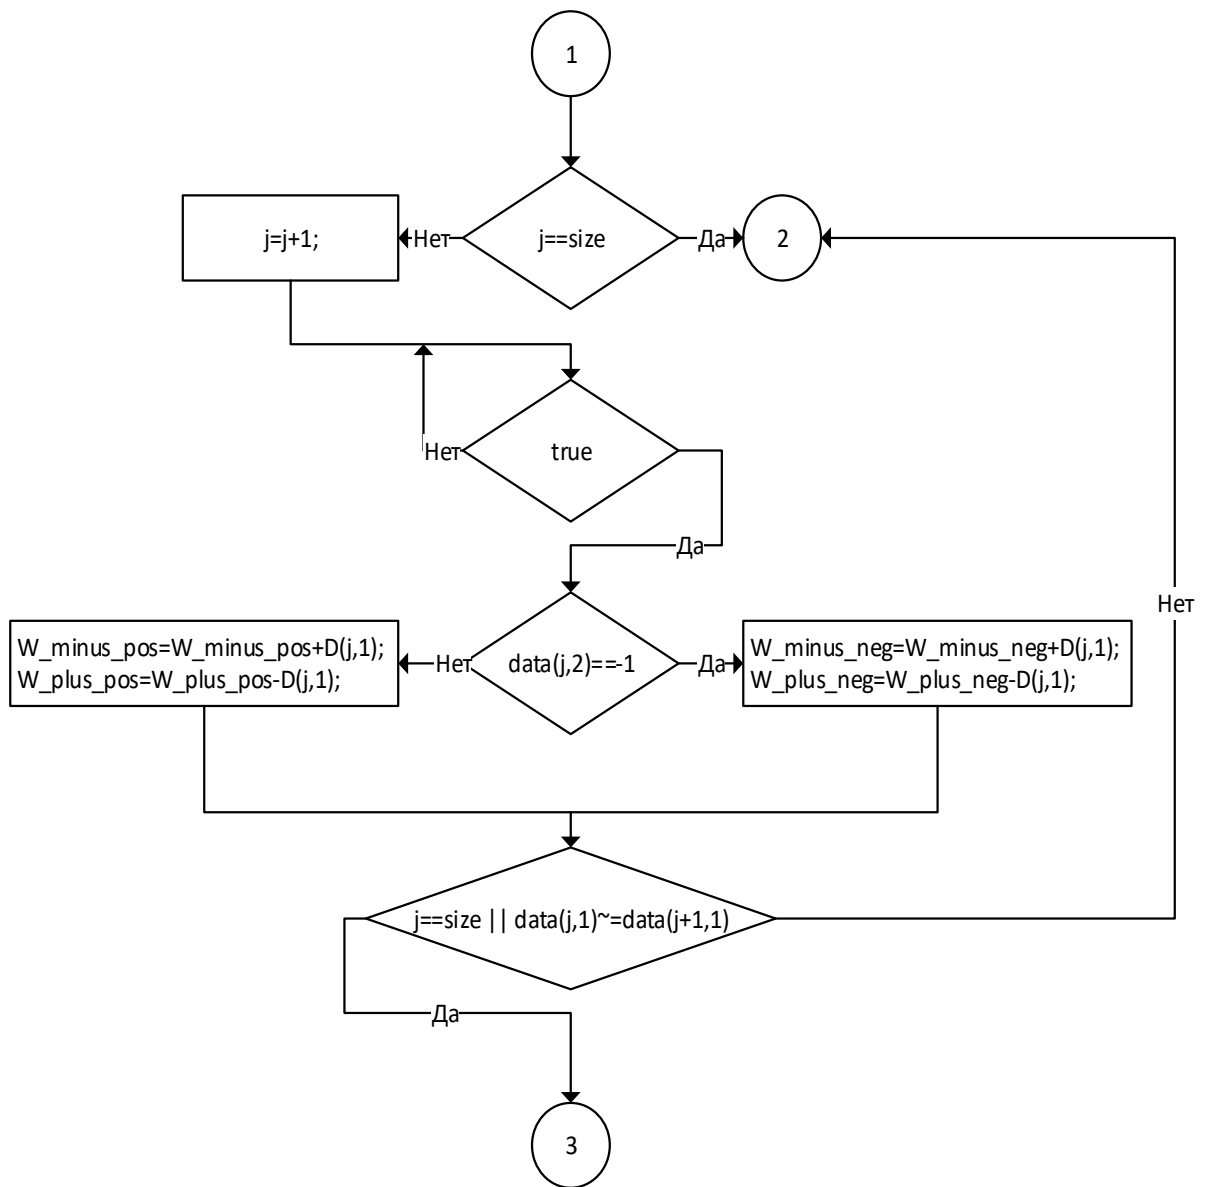 1
j=j+1;
Нет
j==size
Да
2
Нет
true
Да
Нет
W_minus_pos=W_minus_pos+D(j,1);
W_plus_pos=W_plus_pos-D(j,1);
Нет
data(j,2)==-1
Да
W_minus_neg=W_minus_neg+D(j,1);
W_plus_neg=W_plus_neg-D(j,1);
j==size || data(j,1)~=data(j+1,1)
Да
3